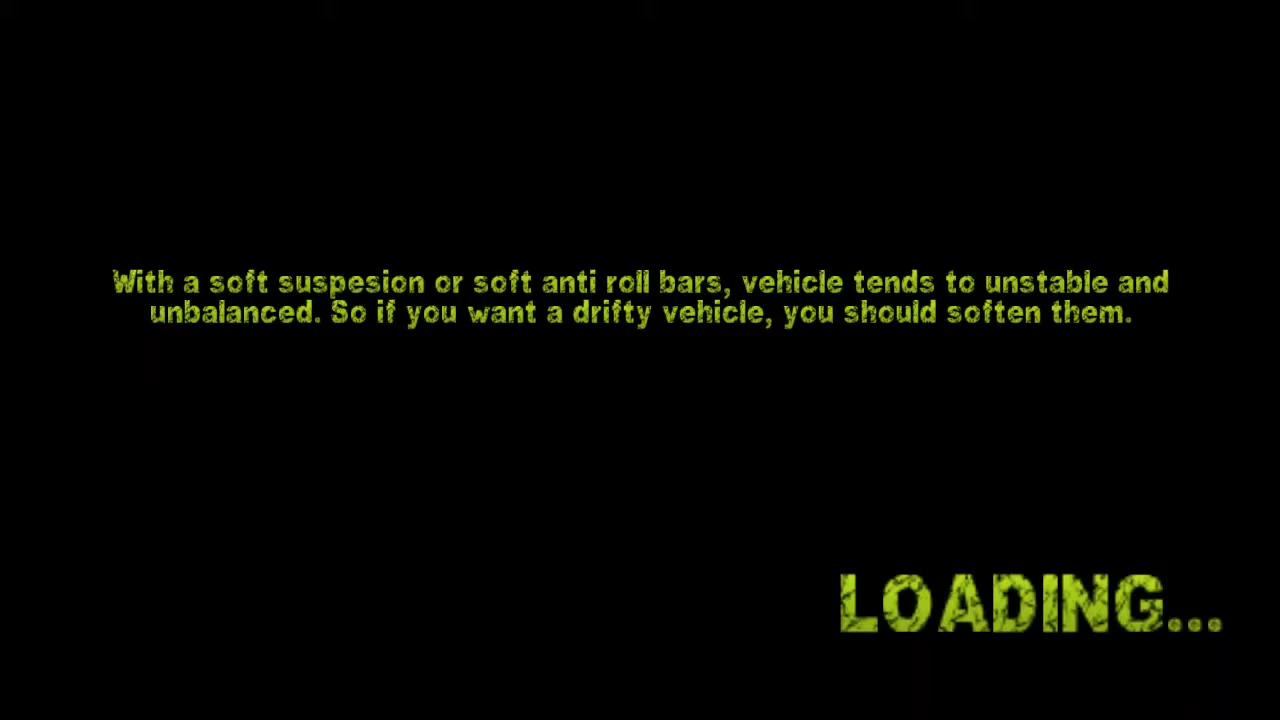 With a soft suspesion or soft anti roll bars, vehicle tends to unstable and
unbalanced. So if you want a drifty vehicle, you should soften them.
LOADING...